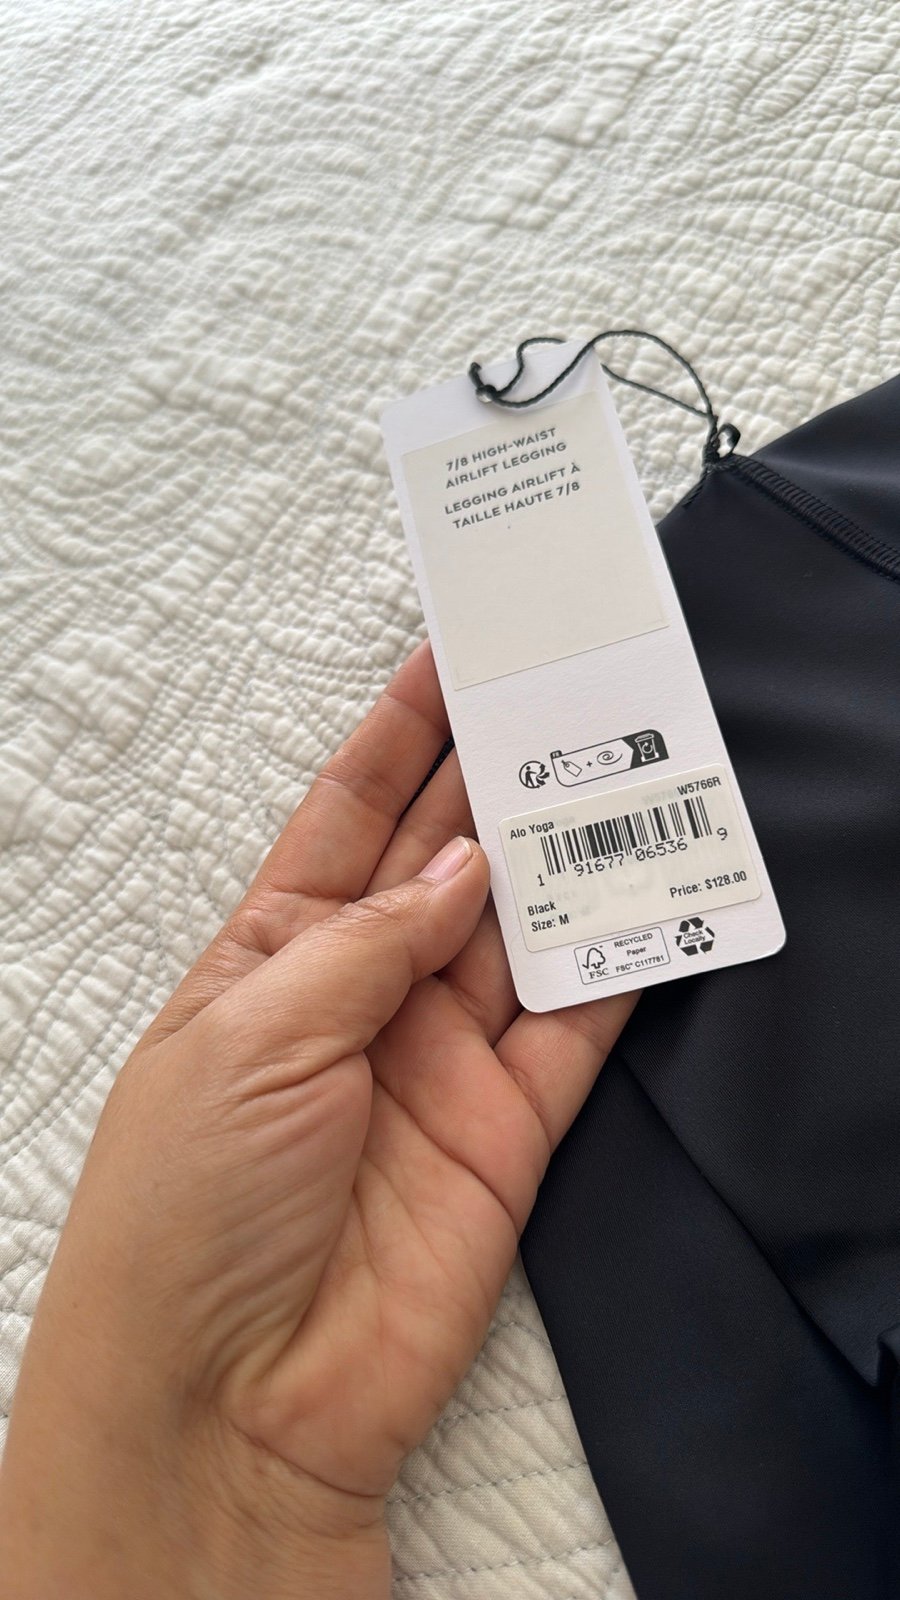 7/8 HIGH-WAIST
AIRLIFT LEGGING
LEGGING AIRLIFT À
TAILLE HAUTE 7/8
FR
+
W5766R
Alo Yoga
1 91677 06536 9
Black
Price: $128.00
Size: M
FSC
RECYCLED
Paper
FSC® C117781
Check
Locally